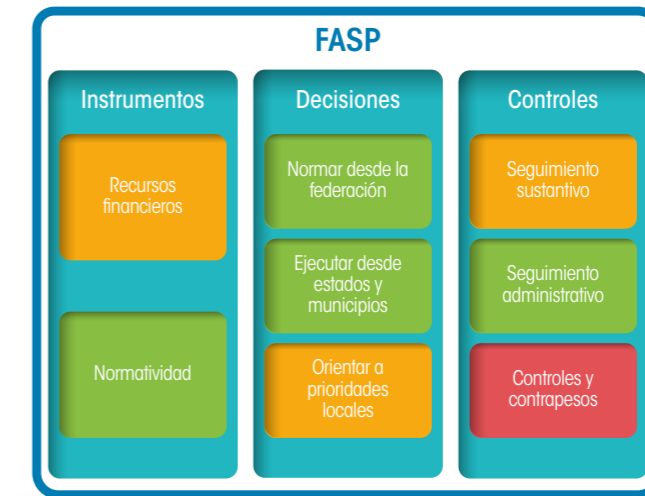 FASP
Instrumentos
Recursos
financieros
Normatividad
Decisiones
Normar desde la
federación
Ejecutar desde
estados y
municipios
Orientar a
prioridades
locales
Controles
Seguimiento
sustantivo
Seguimiento
administrativo
Controles y
contrapesos